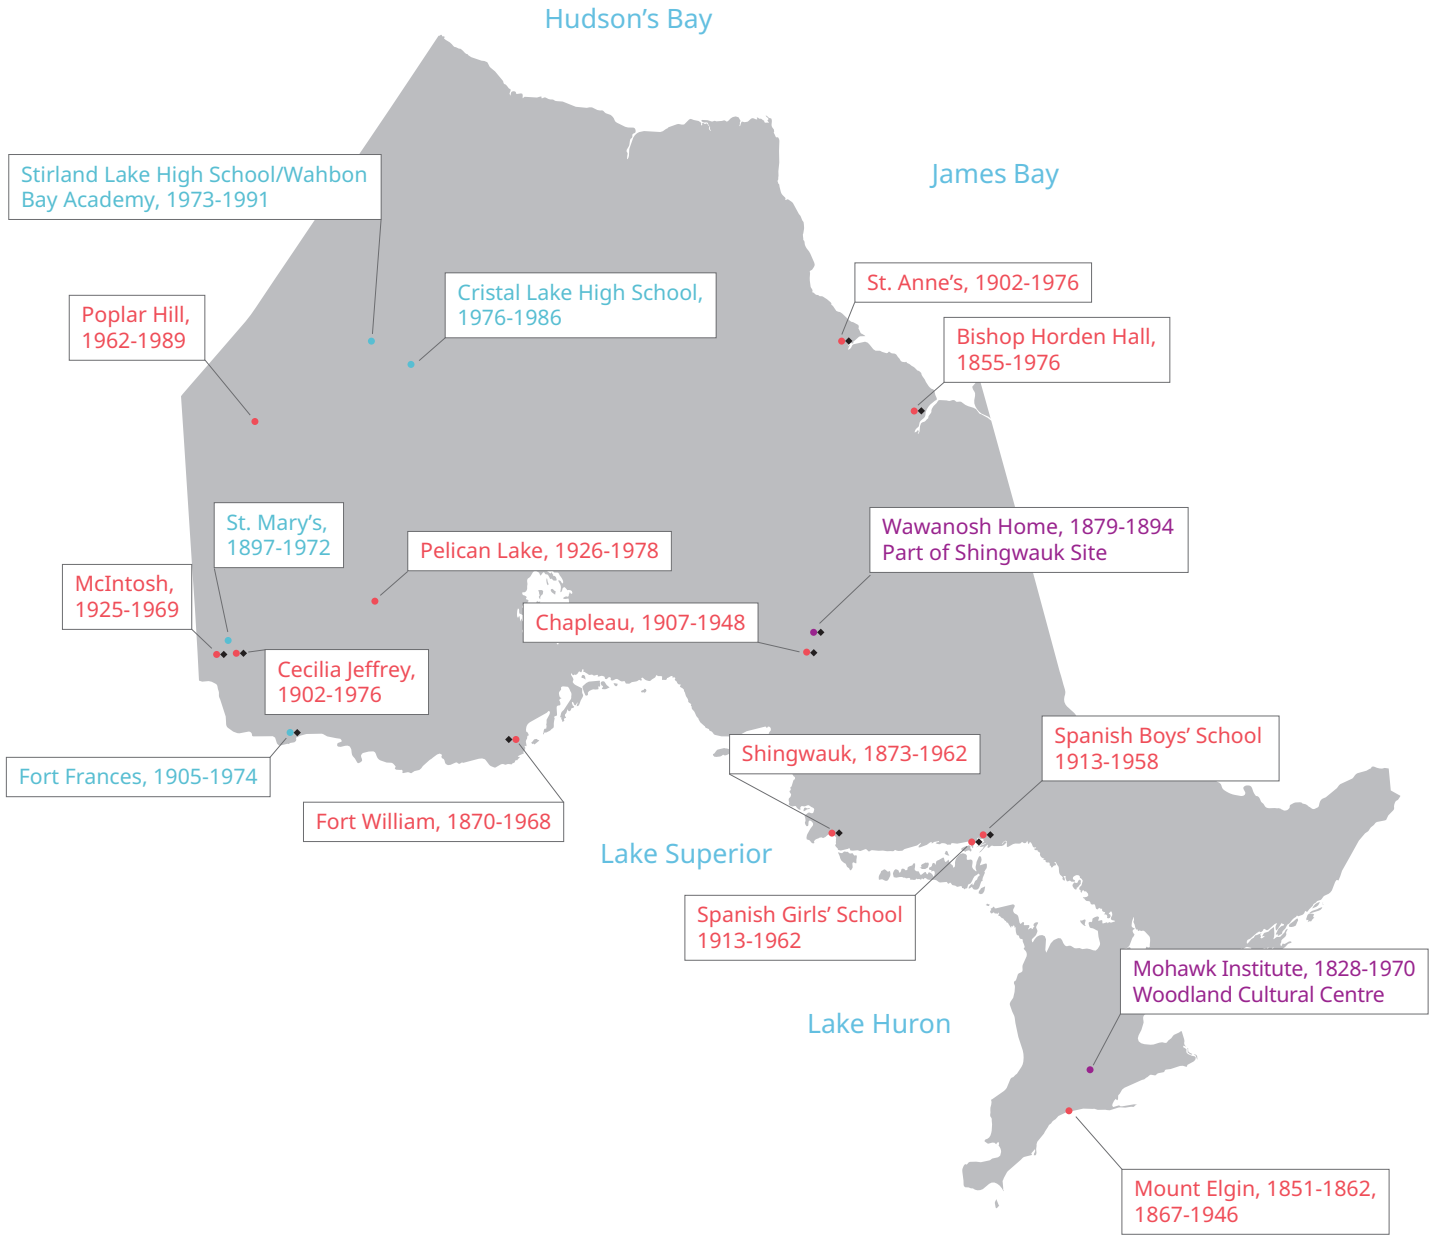 Hudson's Bay
Stirland Lake High School/Wahbon
Bay Academy, 1973-1991
James Bay
Cristal Lake High School,
1976-1986
St. Anne's, 1902-1976
Poplar Hill,
1962-1989
Bishop Horden Hall,
1855-1976
St. Mary's,
1897-1972
Pelican Lake, 1926-1978
Wawanosh Home, 1879-1894
Part of Shingwauk Site
McIntosh,
1925-1969
Chapleau, 1907-1948
Cecilia Jeffrey,
1902-1976
Fort Frances, 1905-1974
Fort William, 1870-1968
Shingwauk, 1873-1962
Spanish Boys' School
1913-1958
Lake Superior
Spanish Girls' School
1913-1962
Mohawk Institute, 1828-1970
Woodland Cultural Centre
Lake Huron
Mount Elgin, 1851-1862,
1867-1946